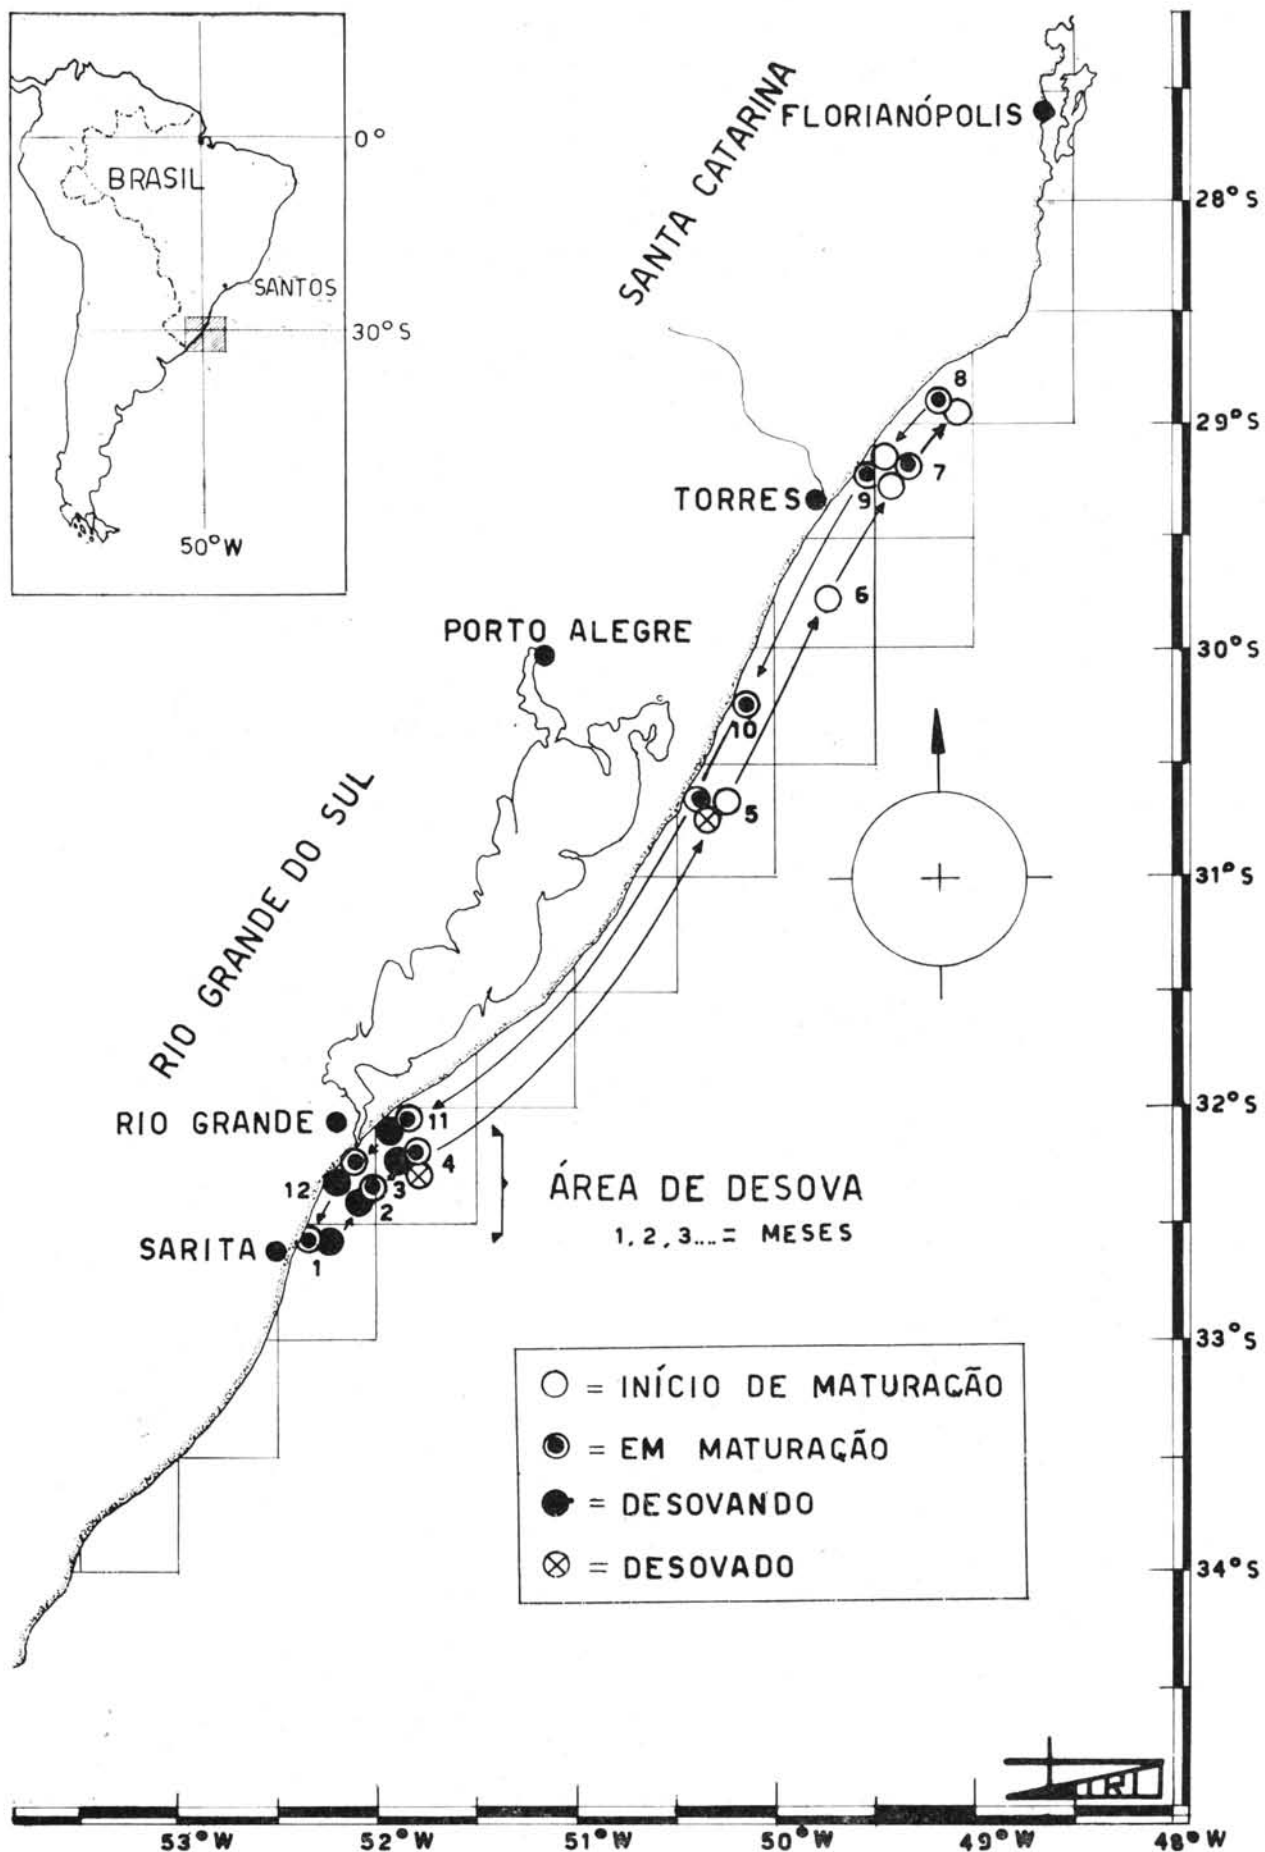 BRASIL
SANTOS
0°
30°S
50°W
SANTA CATARINA
FLORIANÓPOLIS
28°S
8
29°S
7
TORRES
9
6
PORTO ALEGRE
30°S
10
5
RIO GRANDE DO SUL
31°S
32°S
RIO GRANDE
11
4
12
3
2
ÁREA DE DESOVA
1, 2, 3.... = MESES
SARITA
1
33°S
○ = INÍCIO DE MATURAÇÃO
= EM MATURAÇÃO
= DESOVANDO
= DESOVADO
34°S
53°W
52°W
51°W
50°W
49°W
48°W